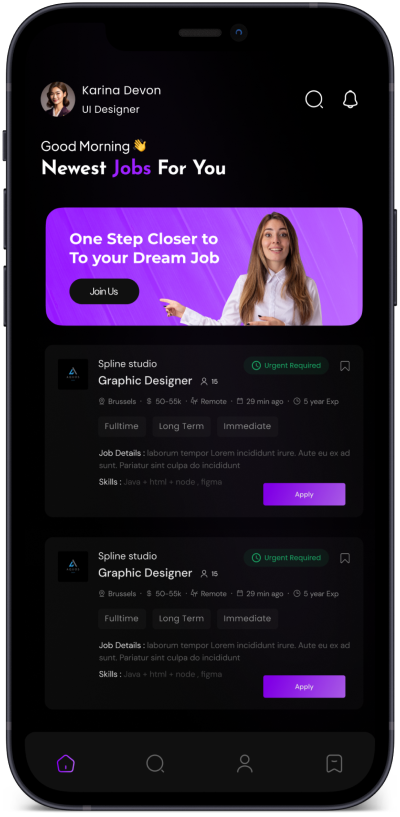 Karina Devon
UI Designer
Good Morning 👋
Newest Jobs For You
One Step Closer to
To your Dream Job
Join Us
Spline studio
Urgent Required
Graphic Designer 15
Brussels · $ 50-55k · Remote · 29 min ago · 5 year Exp
Fulltime Long Term Immediate
Job Details : laborum tempor Lorem incididunt irure. Aute eu ex ad
sunt. Pariatur sint culpa do incididunt
Skills : Java + html + node , figma
Apply
Spline studio
Urgent Required
Graphic Designer 15
Brussels · $ 50-55k · Remote · 29 min ago · 5 year Exp
Fulltime Long Term Immediate
Job Details : laborum tempor Lorem incididunt irure. Aute eu ex ad
sunt. Pariatur sint culpa do incididunt
Skills : Java + html + node , figma
Apply